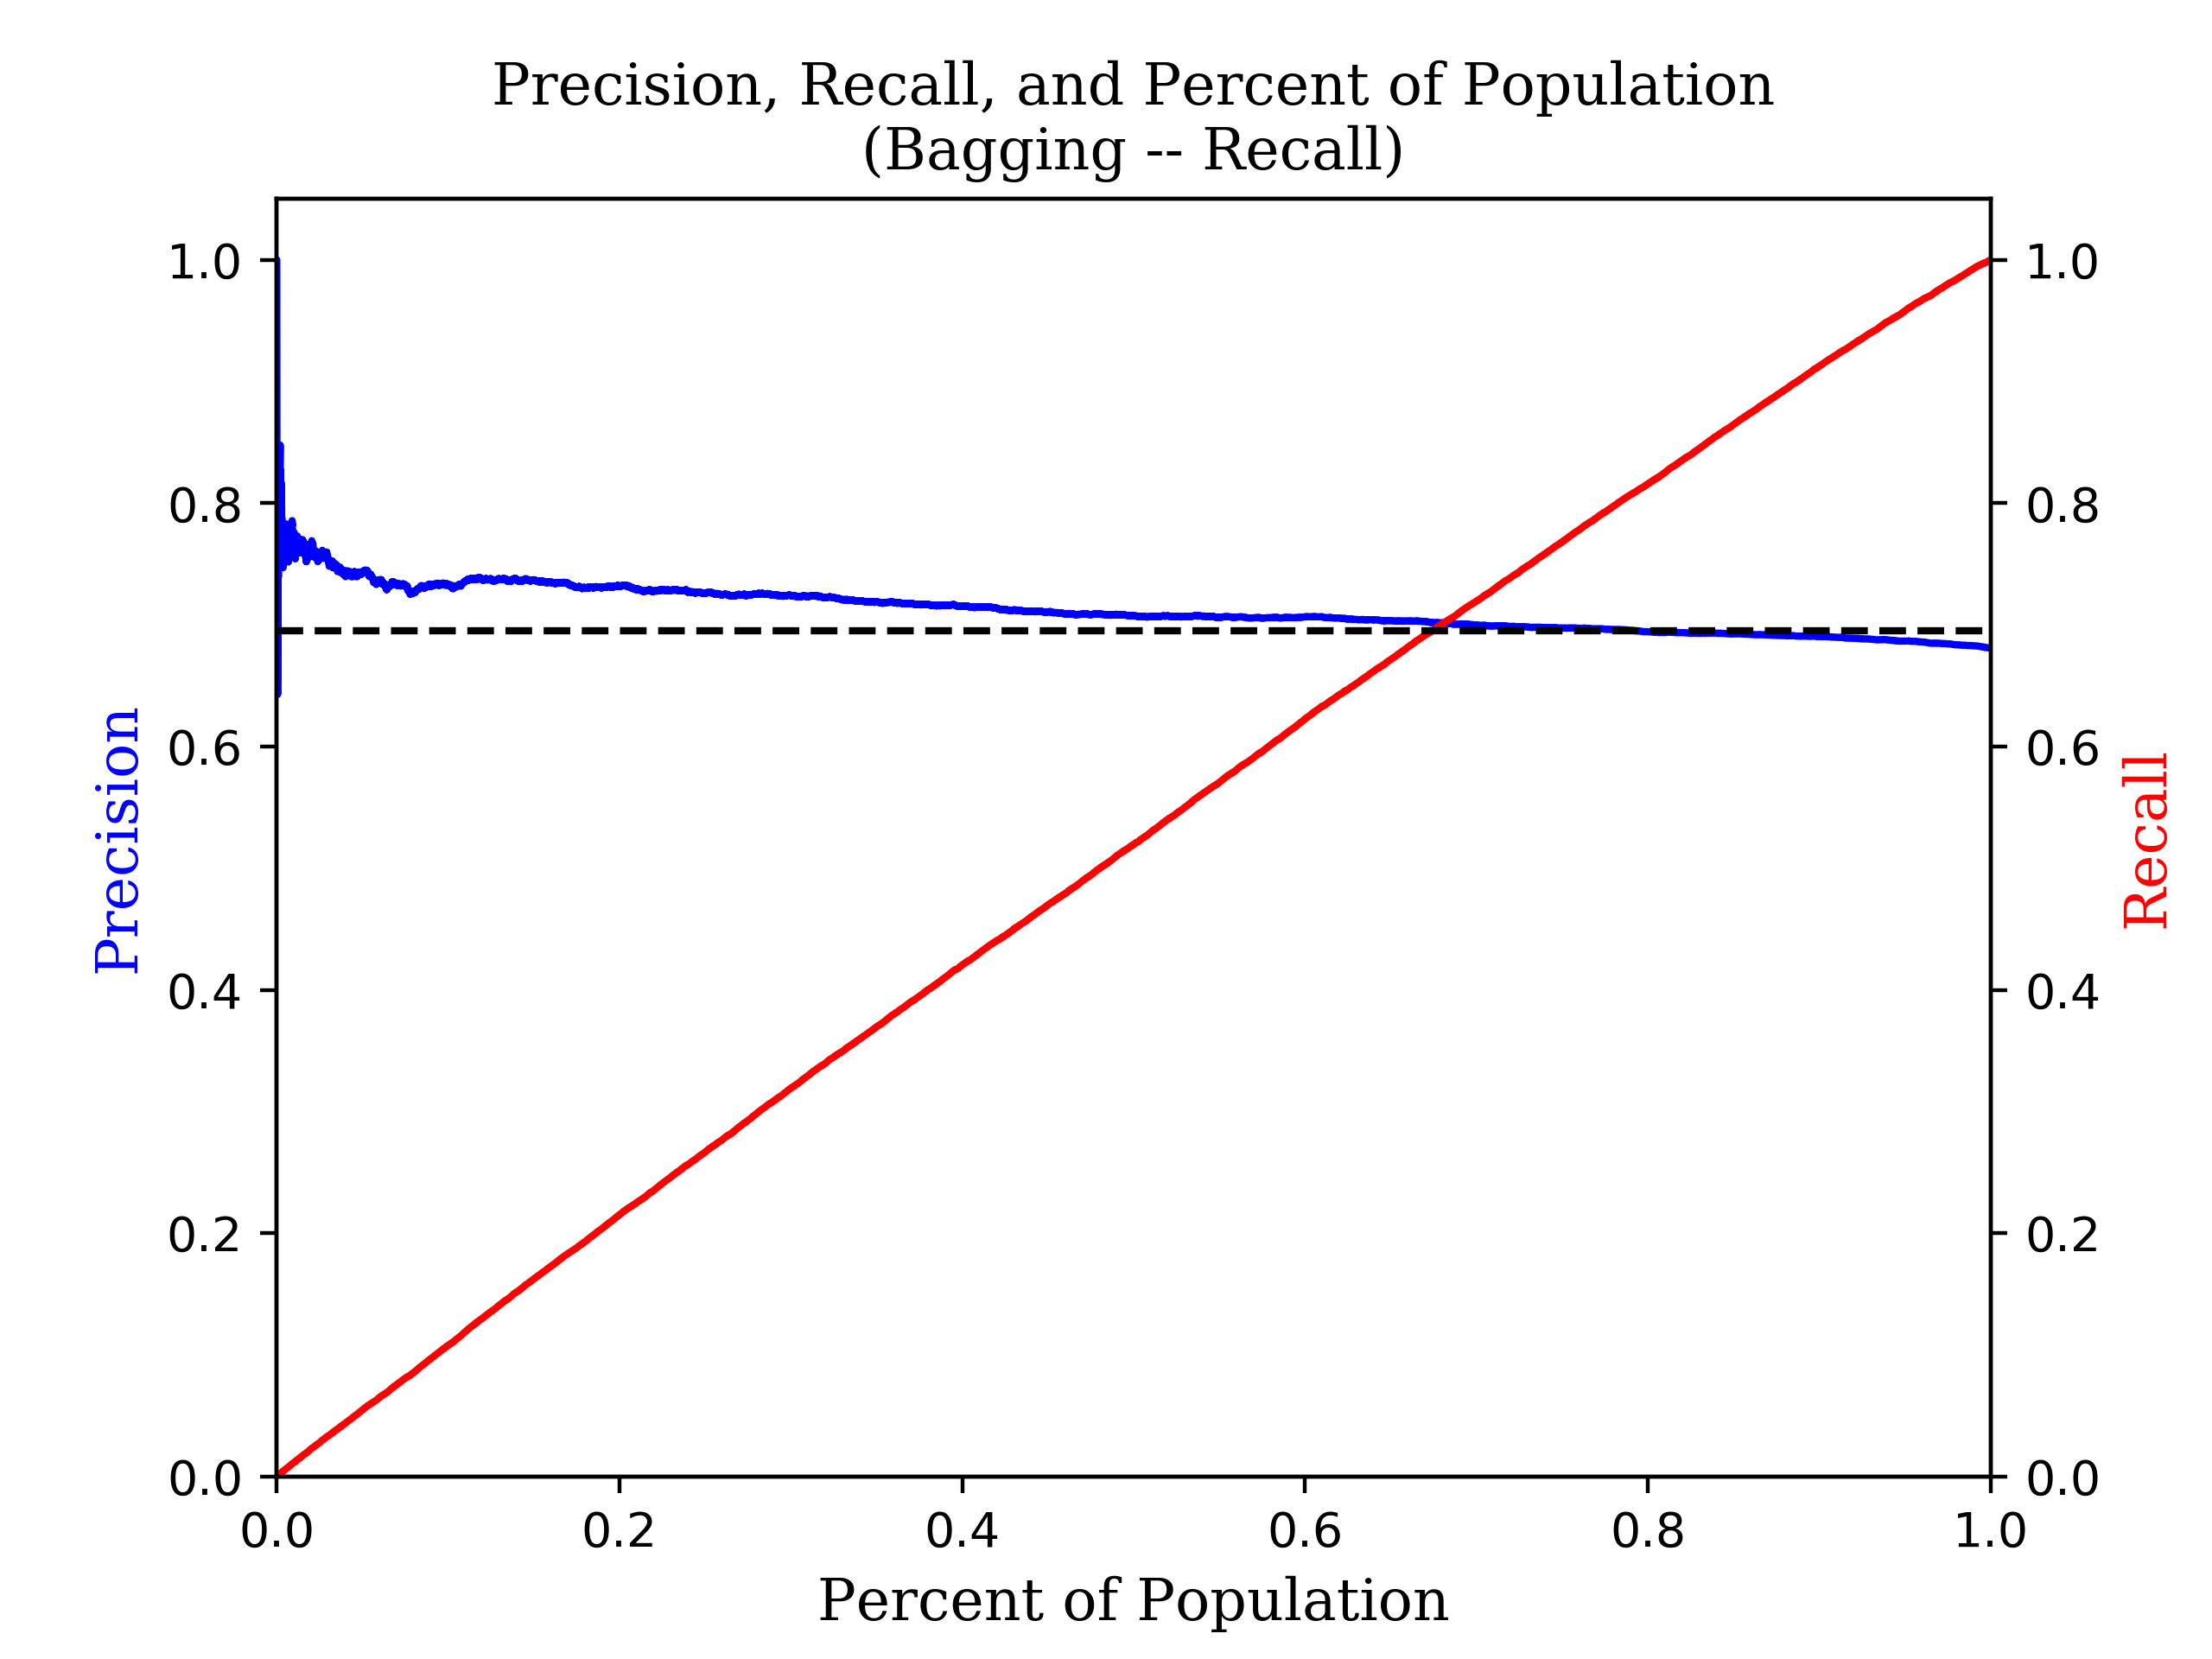 Precision, Recall, and Percent of Population
(Bagging -- Recall)
1.0
0.8
0.6
0.4
0.2
0.0
Precision
1.0
0.8
0.6
0.4
0.2
0.0
Recall
0.0 0.2 0.4 0.6 0.8 1.0
Percent of Population